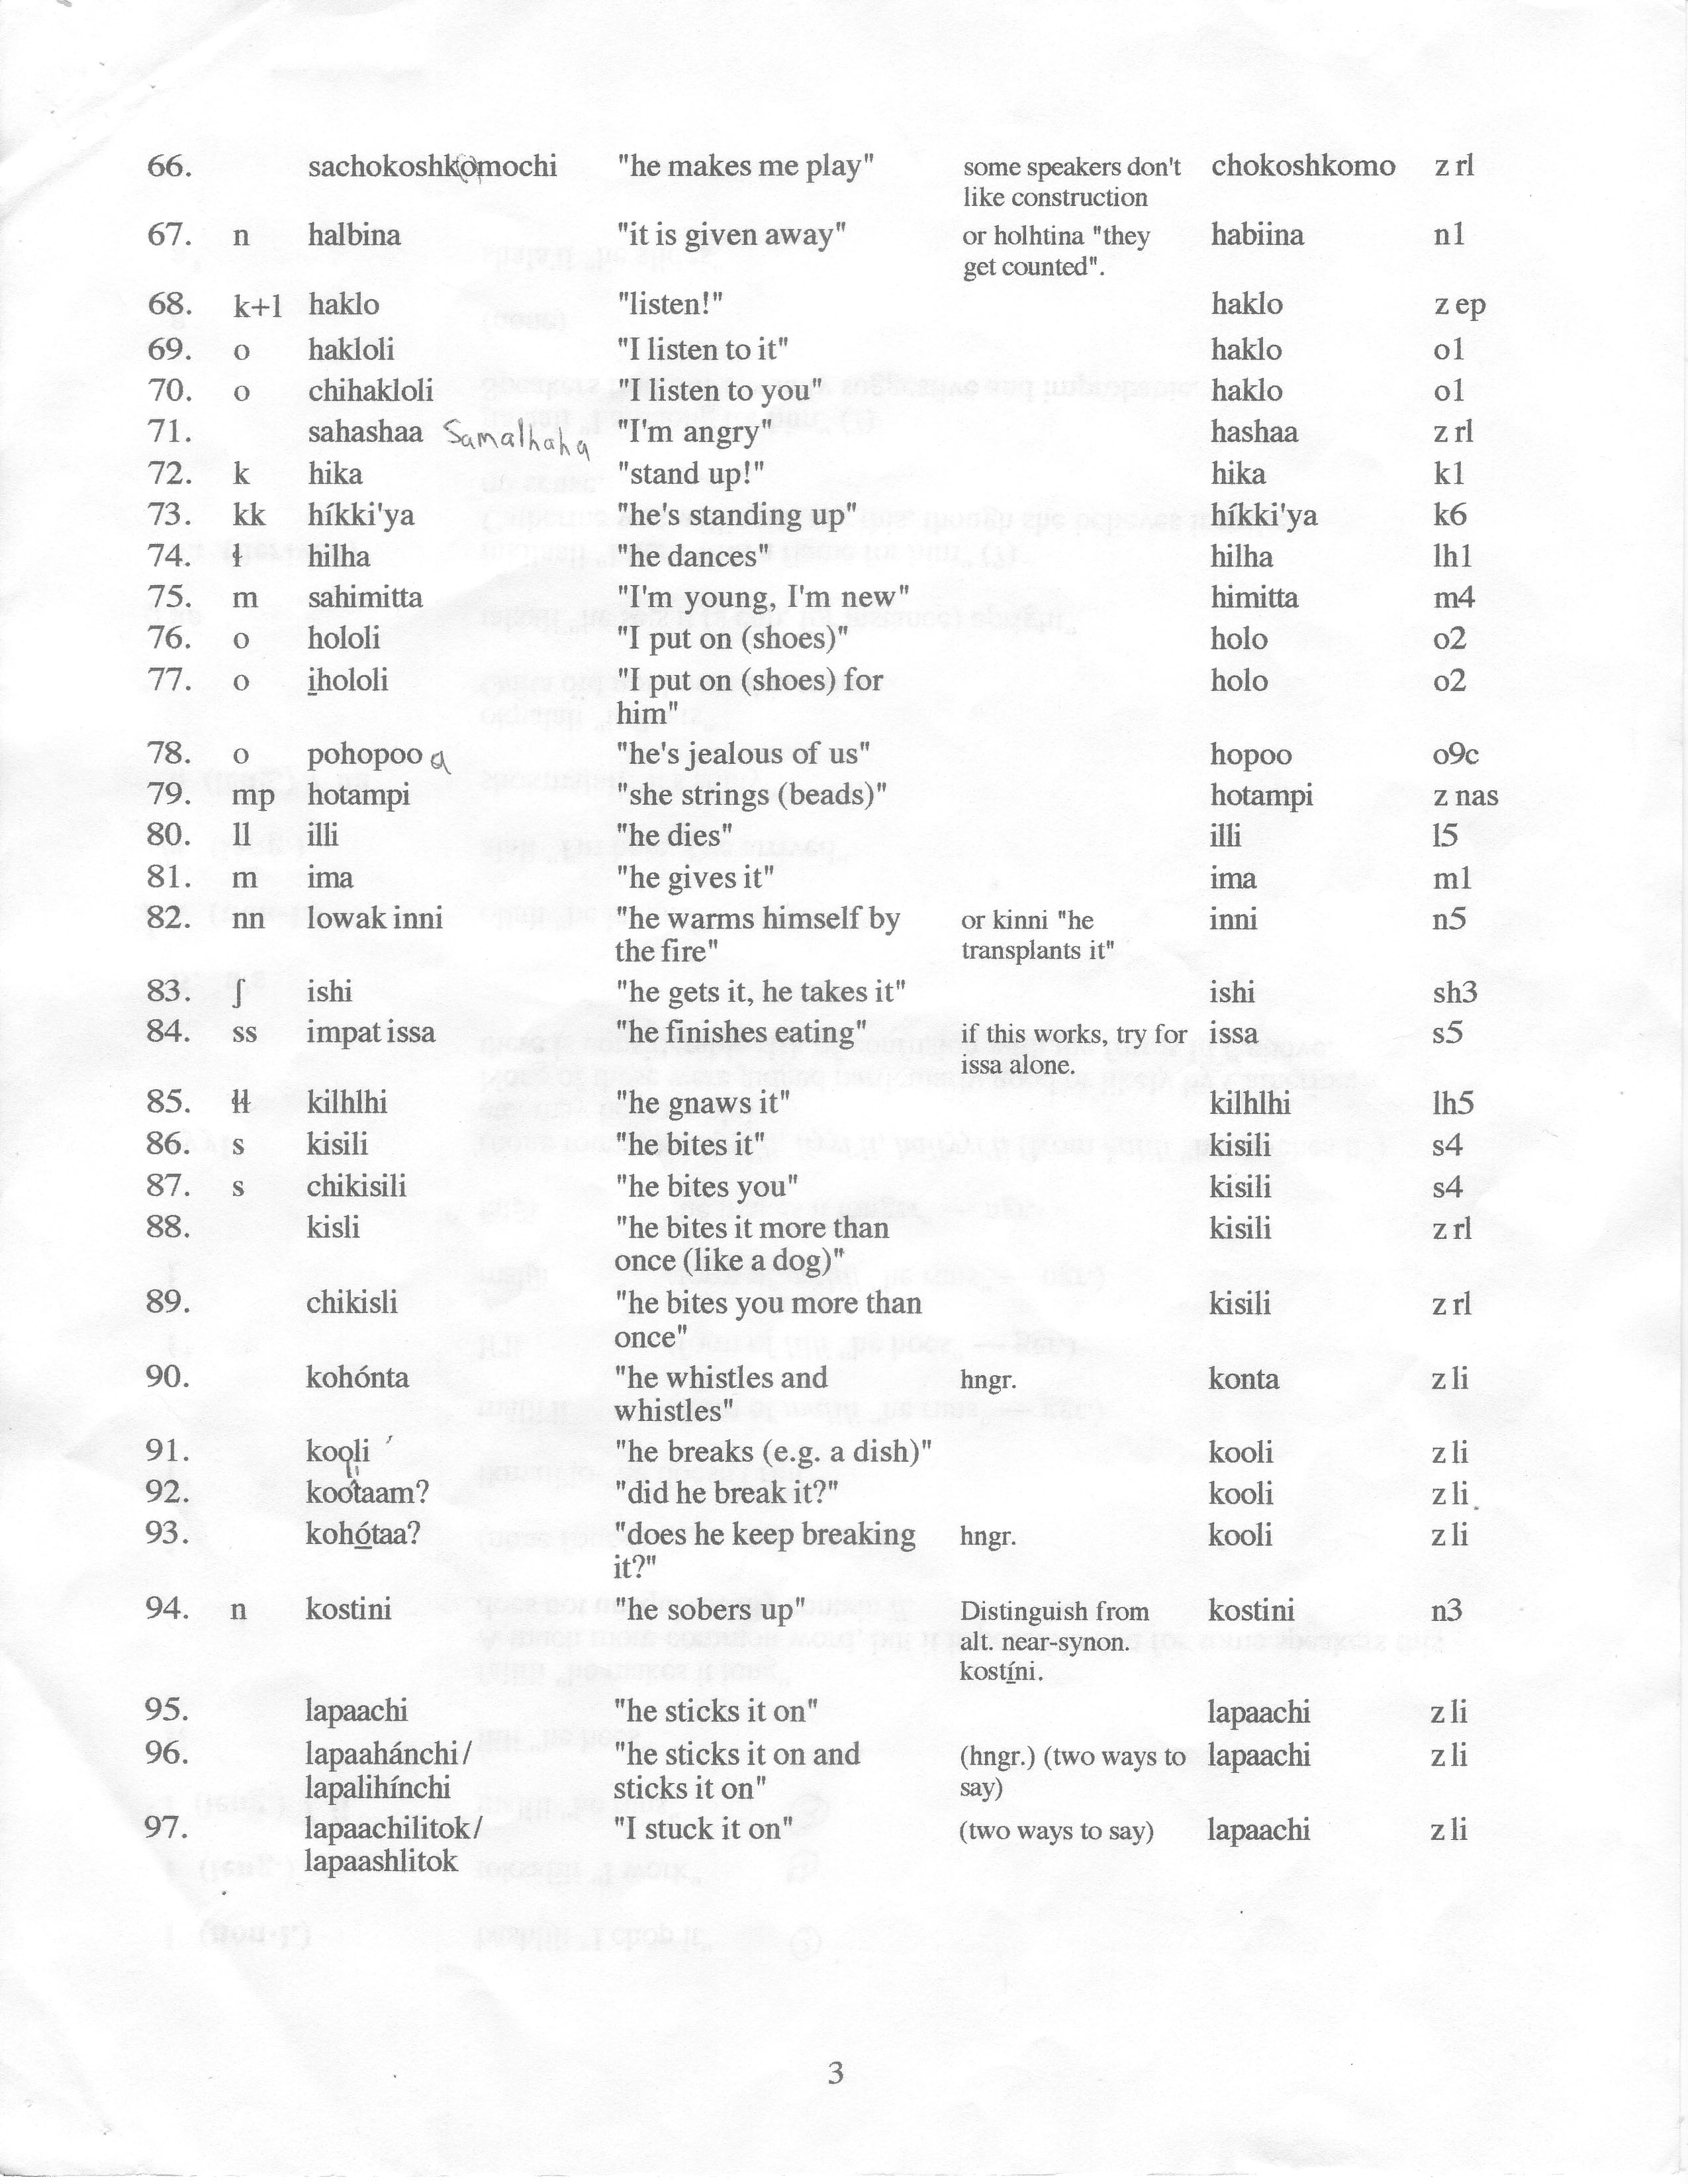 66. sachokoshkomochi "he makes me play" some speakers don't chokoshkomo z rl
like construction
67. n halbina "it is given away" or holhtina "they habiina n1
get counted".
68. k+l haklo "listen!" haklo z ep
69. o hakloli "I listen to it" haklo o1
70. o chihakloli "I listen to you" haklo o1
71. sahashaa Samalhaha "I'm angry" hashaa z rl
72. k hika "stand up!" hika k1
73. kk híkki'ya "he's standing up" híkki'ya k6
74. ɬ hilha "he dances" hilha lh1
75. m sahimitta "I'm young, I'm new" himitta m4
76. o hololi "I put on (shoes)" holo o2
77. o i̲hololi "I put on (shoes) for holo o2
him"
78. o pohopoo a "he's jealous of us" hopoo o9c
79. mp hotampi "she strings (beads)" hotampi z nas
80. ll illi "he dies" illi l5
81. m ima "he gives it" ima m1
82. nn lowak inni "he warms himself by or kinni "he inni n5
the fire" transplants it"
83. ʃ ishi "he gets it, he takes it" ishi sh3
84. ss impat issa "he finishes eating" if this works, try for issa s5
issa alone.
85. ɬɬ kilhlhi "he gnaws it" kilhlhi lh5
86. s kisili "he bites it" kisili s4
87. s chikisili "he bites you" kisili s4
88. kisli "he bites it more than kisili z rl
once (like a dog)"
89. chikisli "he bites you more than kisili z rl
once"
90. kohónta "he whistles and hngr. konta z li
whistles"
91. kooli "he breaks (e.g. a dish)" kooli z li
92. kootaam? "did he break it?" kooli z li
93. kohó̲taa? "does he keep breaking hngr. kooli z li
it?"
94. n kostini "he sobers up" Distinguish from kostini n3
alt. near-synon.
kostí̲ni.
95. lapaachi "he sticks it on" lapaachi z li
96. lapaahánchi/ "he sticks it on and (hngr.) (two ways to lapaachi z li
lapalihínchi sticks it on" say)
97. lapaachilitok/ "I stuck it on" (two ways to say) lapaachi z li
lapaashlitok
3